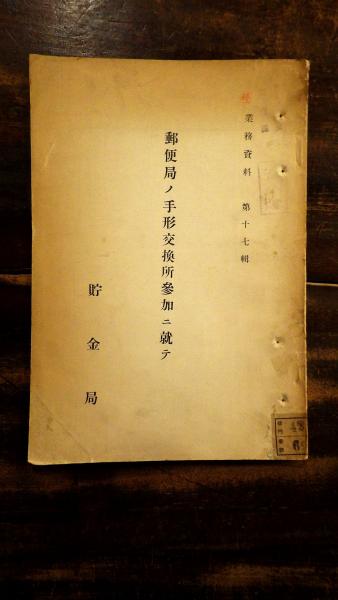 業務資料 第十七輯
郵便局ノ手形交換所參加ニ就テ
貯金局